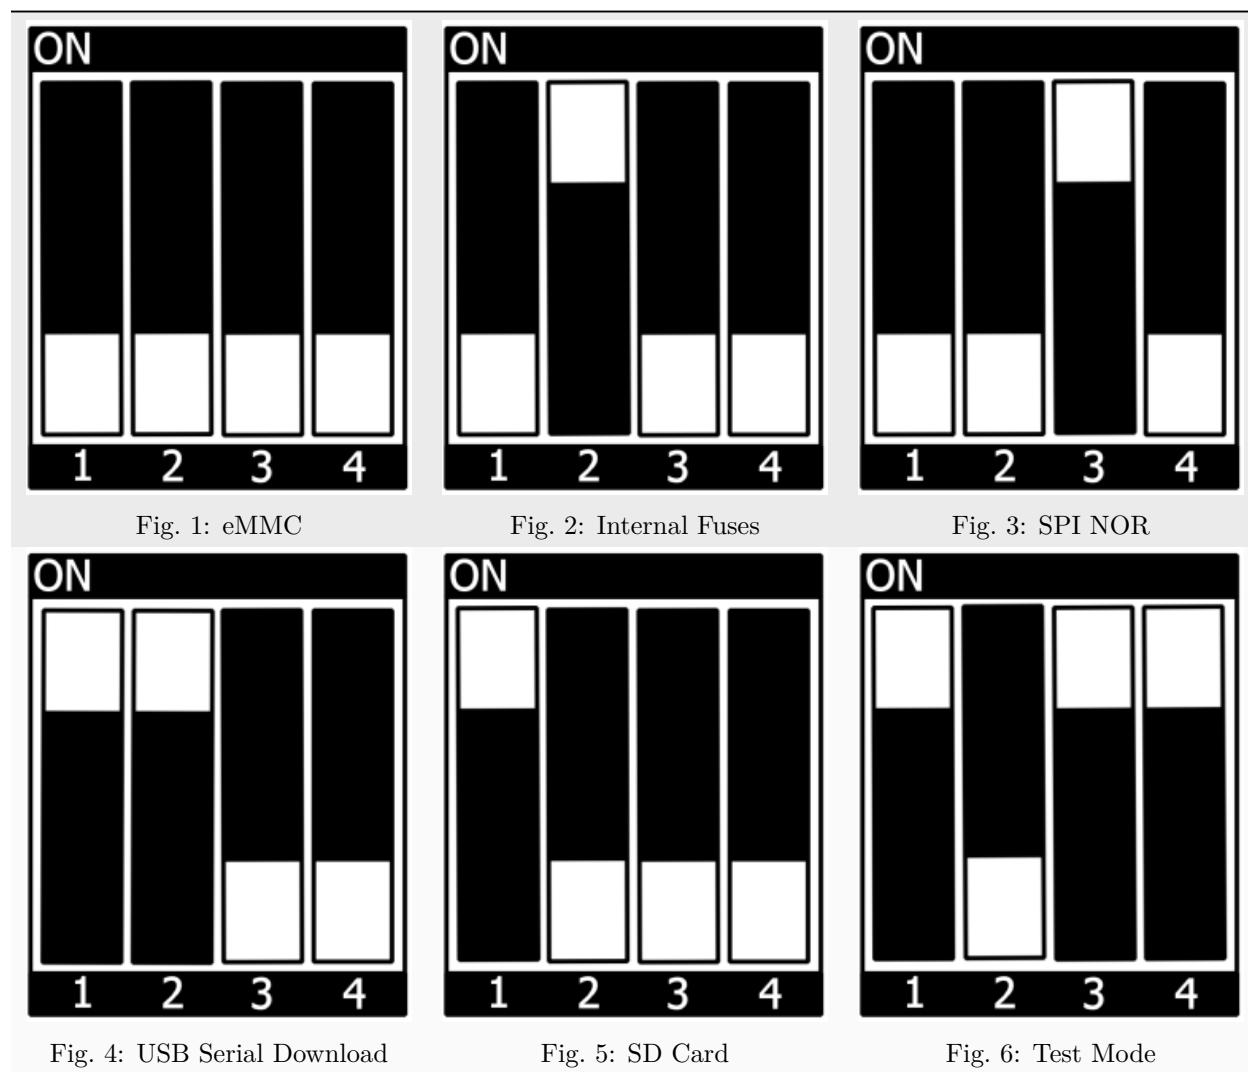 ON
ON
ON
1 2 3 4
1 2 3 4
1 2 3 4
Fig. 1: eMMC
Fig. 2: Internal Fuses
Fig. 3: SPI NOR
ON
ON
ON
1 2 3 4
1 2 3 4
1 2 3 4
Fig. 4: USB Serial Download
Fig. 5: SD Card
Fig. 6: Test Mode